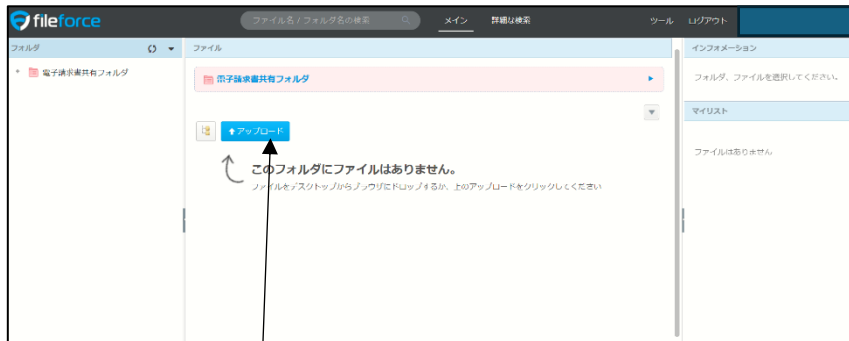 fileforce
ファイル名 / フォルダ名の検索
メイン
詳細な検索
ツール
ログアウト
フォルダ
ファイル
インフォメーション
電子請求書共有フォルダ
電子請求書共有フォルダ
フォルダ、ファイルを選択してください。
マイリスト
アップロード
ファイルはありません
このフォルダにファイルはありません。
ファイルをデスクトップからブラウザにドロップするか、上のアップロードをクリックしてください